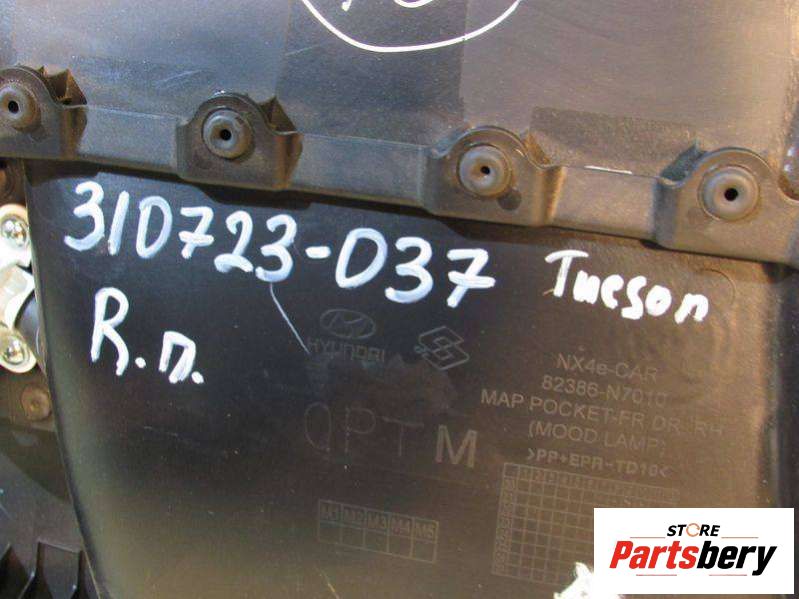 310723-037 Tucson
R.п.
HYUNDAI
NX4e-CAR
82386-N7010
MAP POCKET-FR DR, RH
(MOOD LAMP)
>PP+EPR-TD10<
OPT M
M1 M2 M3 M4 M5
STORE
Partsbery